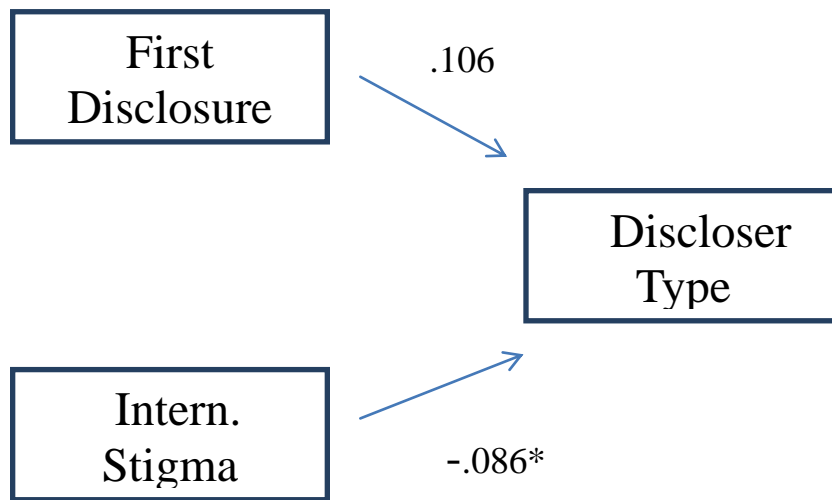 First
Disclosure
.106
Discloser
Type
Intern.
Stigma
-.086*